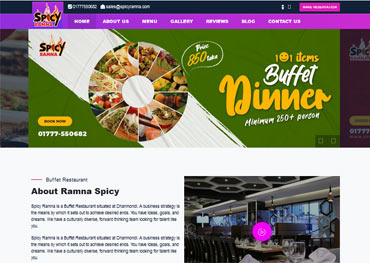 SPICY
RAMNA
01777550682 sales@spicyramna.com
MAKE RESERVATION
HOME ABOUT US MENU GALLERY REVIEWS BLOG CONTACT US
SPICY
RAMNA
Price
850 taka
101 items
Buffet
Dinner
Minimum 250+ person
BOOK NOW
01777-550682
Buffet Restaurant
About Ramna Spicy
Spicy Ramna is a Buffet Restaurant situated at Dhanmondi. A business strategy is
the means by which it sets out to achieve desired ends. You have ideas, goals, and
dreams. We have a culturally diverse, forward thinking team looking for talent like
you.
Spicy Ramna is a Buffet Restaurant situated at Dhanmondi. A business strategy is
the means by which it sets out to achieve desired ends. You have ideas, goals, and
dreams. We have a culturally diverse, forward thinking team looking for talent like
you.